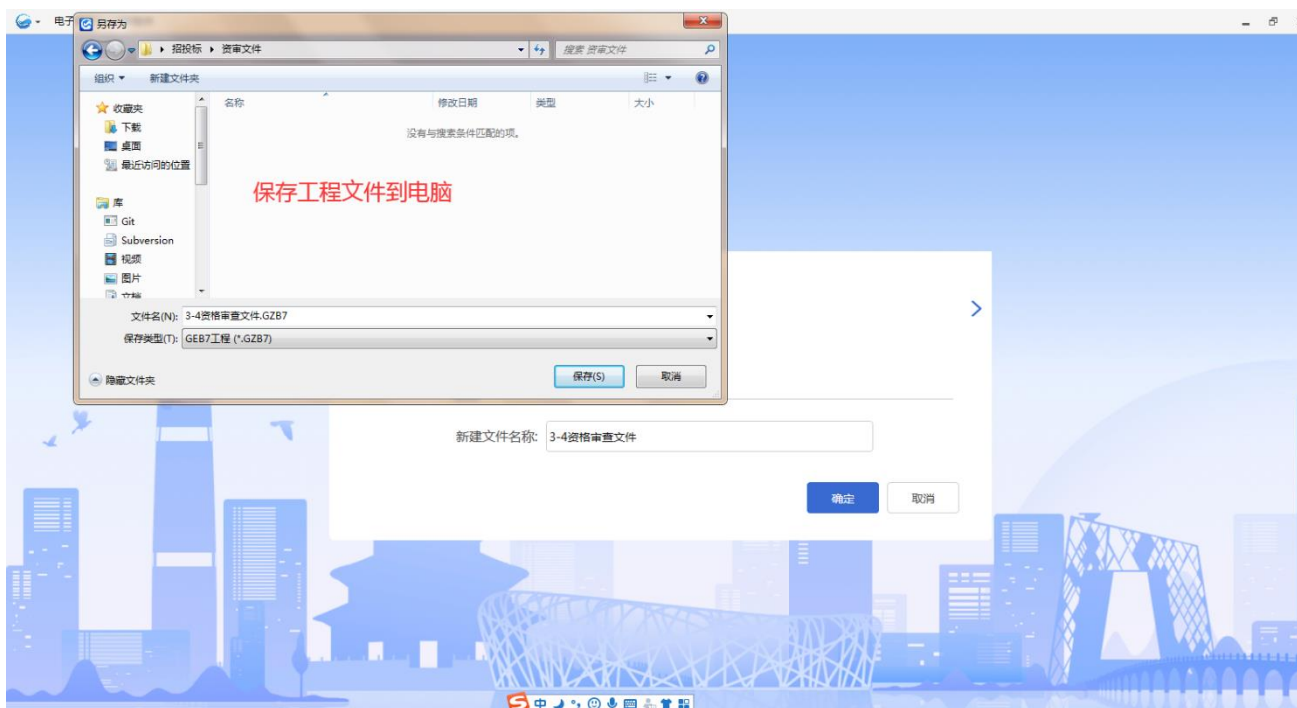 电子
另存为
招投标 ▸ 资审文件
搜索 资审文件
组织 新建文件夹
收藏夹
下载
桌面
最近访问的位置
库
Git
Subversion
视频
图片
文档
名称 修改日期 类型 大小
没有与搜索条件匹配的项。
保存工程文件到电脑
文件名(N): 3-4资格审查文件.GZB7
保存类型(T): GEB7工程 (*.GZB7)
隐藏文件夹 保存(S) 取消
新建文件名称: 3-4资格审查文件
确定 取消
中